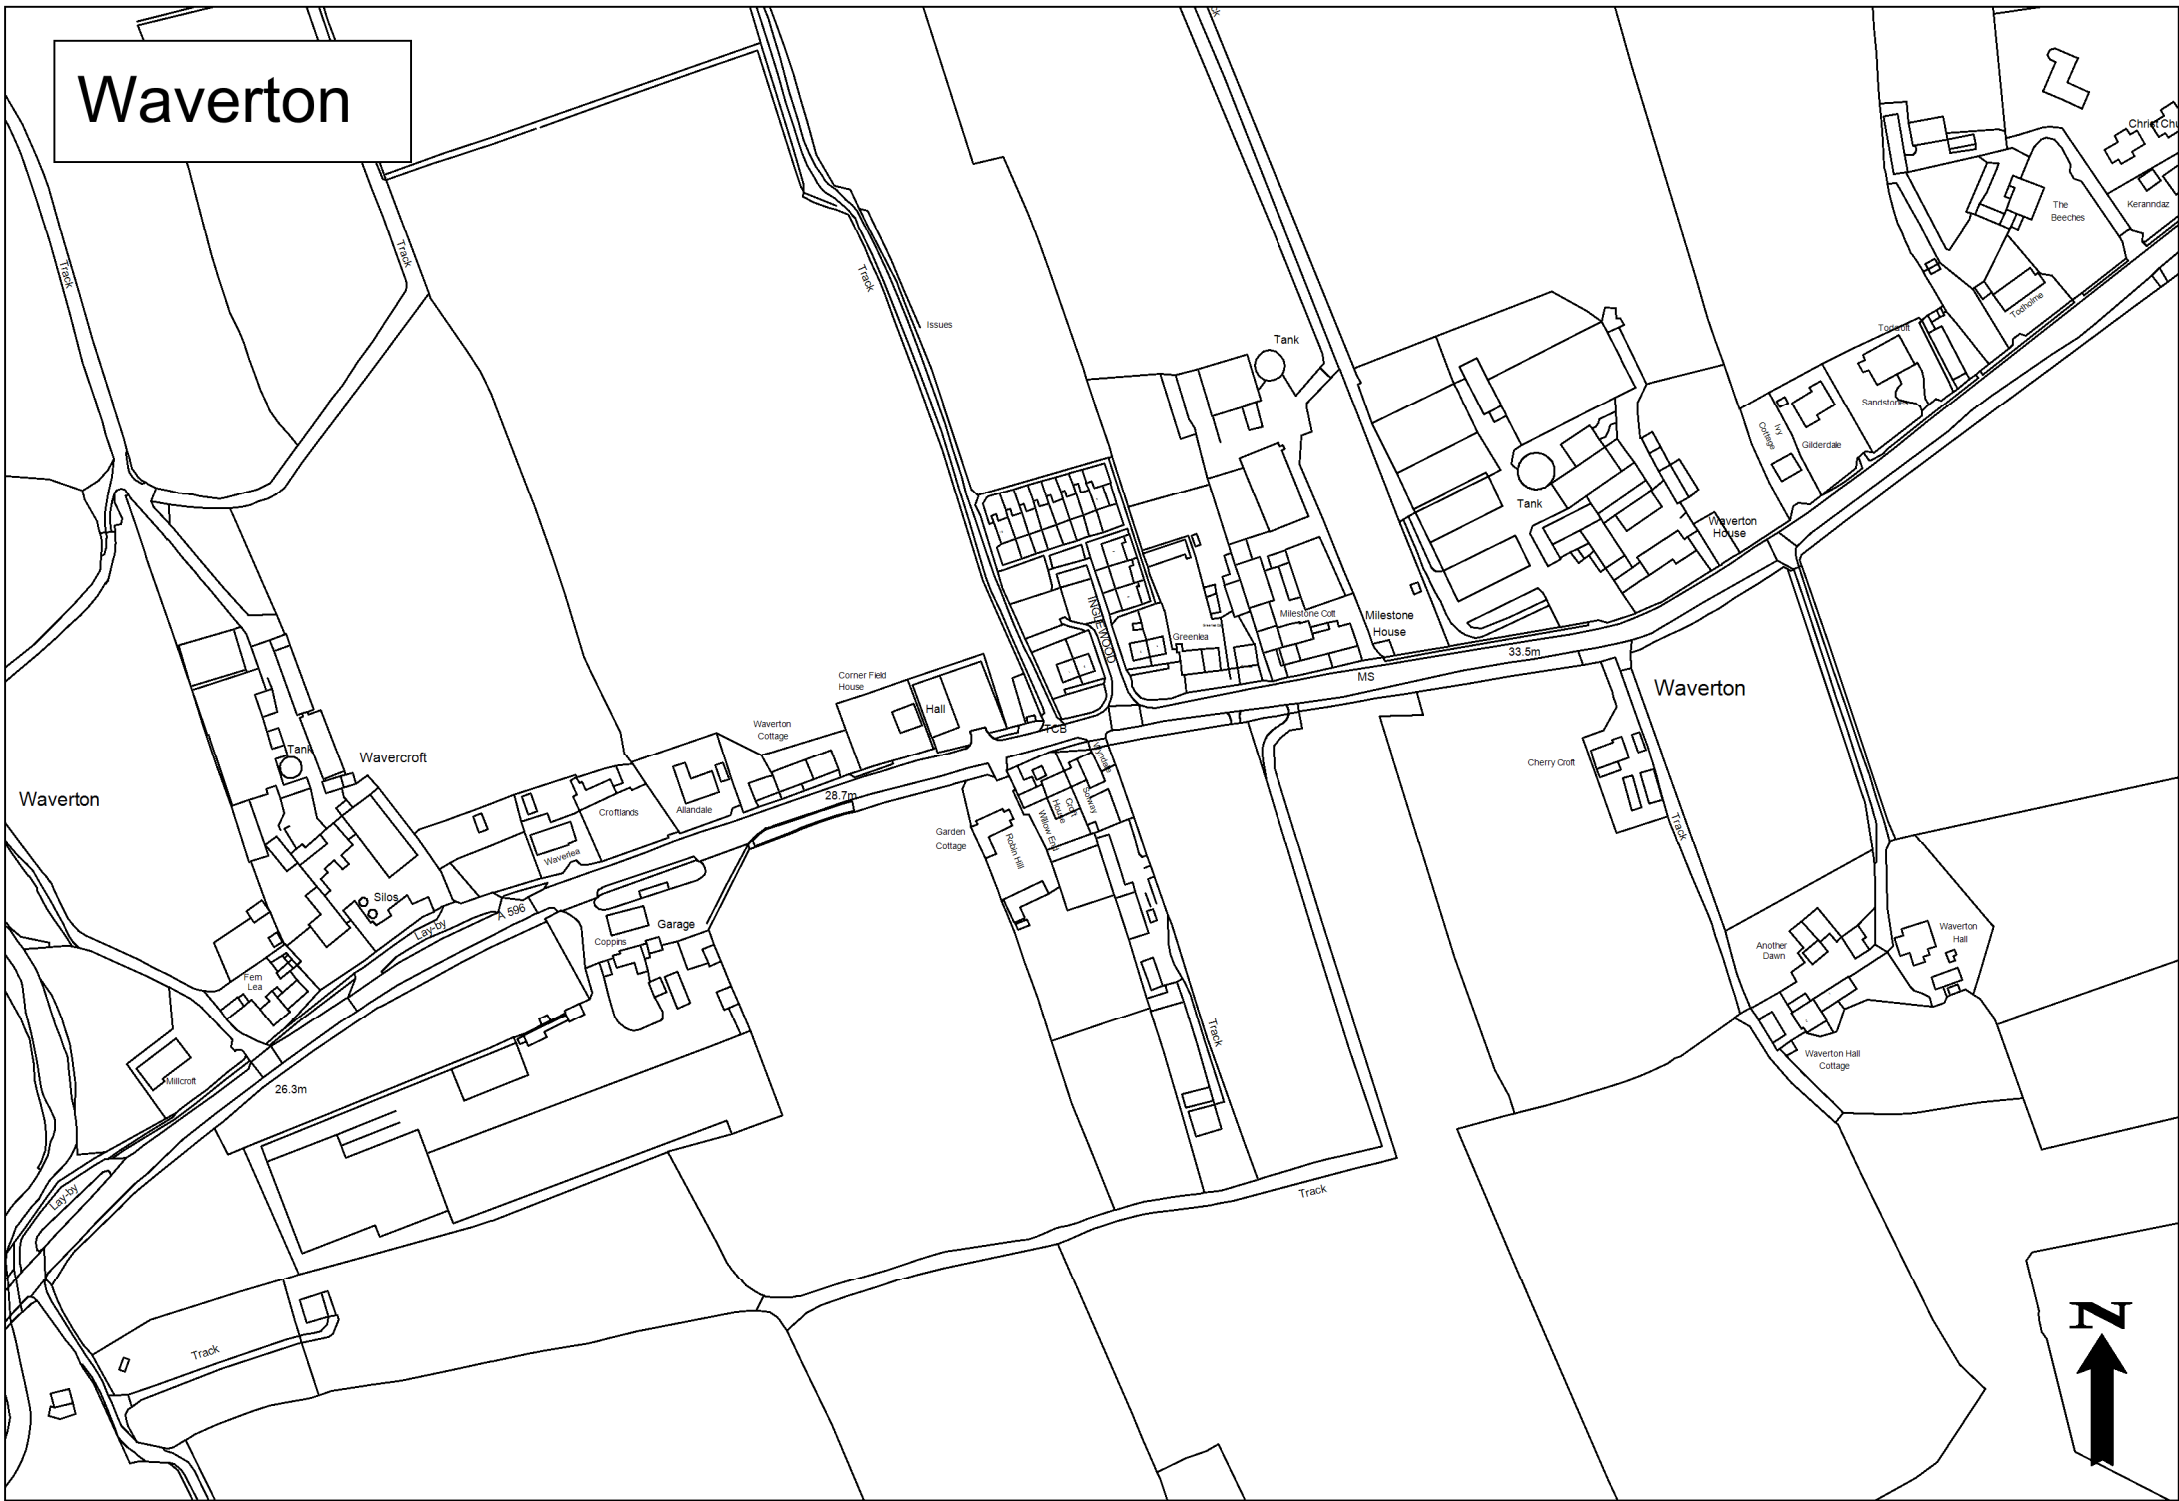 Waverton
Christ Chu
The
Beeches
Keranndaz
Track
Track
Track
Issues
Todholme
Todcroft
Tank
Sandstones
Ivy
Cottage
Gilderdale
Tank
Waverton
House
INGLEWOOD
Milestone Cott
Milestone
House
Greenlea
33.5m
MS
Waverton
Corner Field
House
Hall
Waverton
Cottage
TCB
Tank
Wavercroft
Cherry Croft
Waverton
28.7m
Croftlands
Allandale
Solway
Croft
House
Willow End
Robin Hill
Garden
Cottage
Track
Waverlea
Silos
A 596
Lay-by
Garage
Coppins
Another
Dawn
Waverton
Hall
Fern
Lea
Track
Waverton Hall
Cottage
Millcroft
26.3m
Lay-by
Track
Track
N